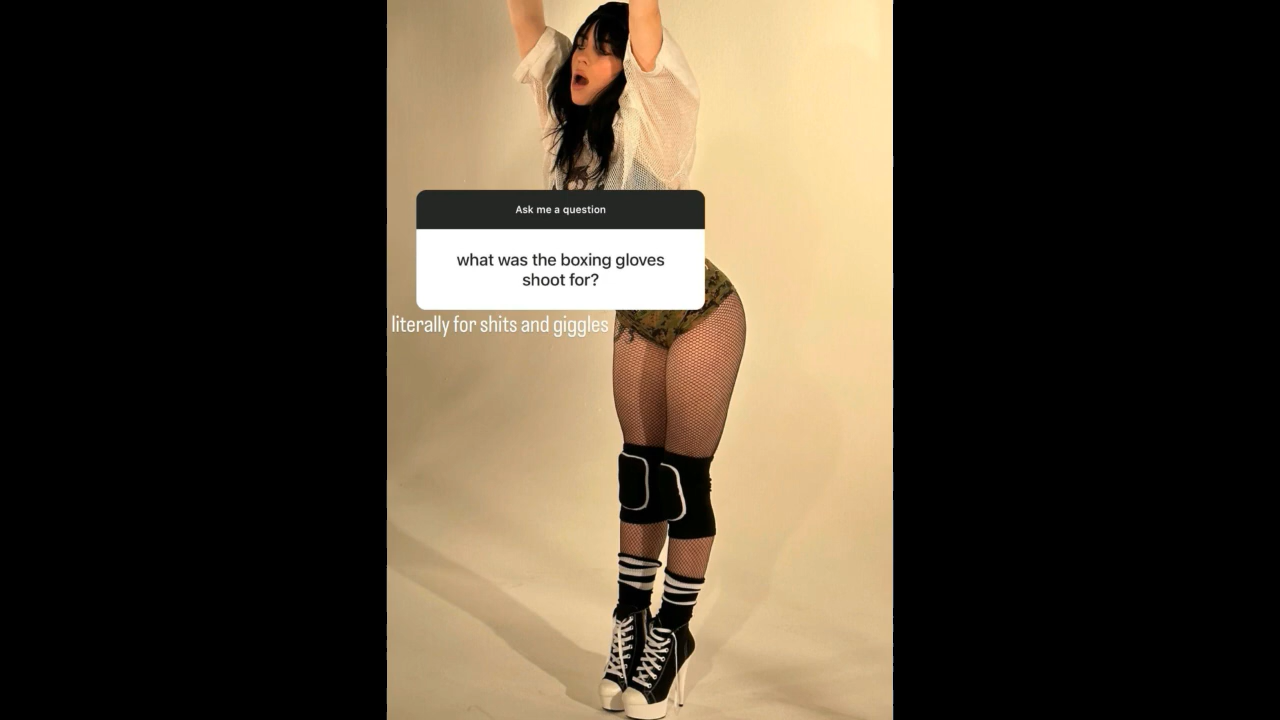 Ask me a question
what was the boxing gloves
shoot for?
literally for shits and giggles